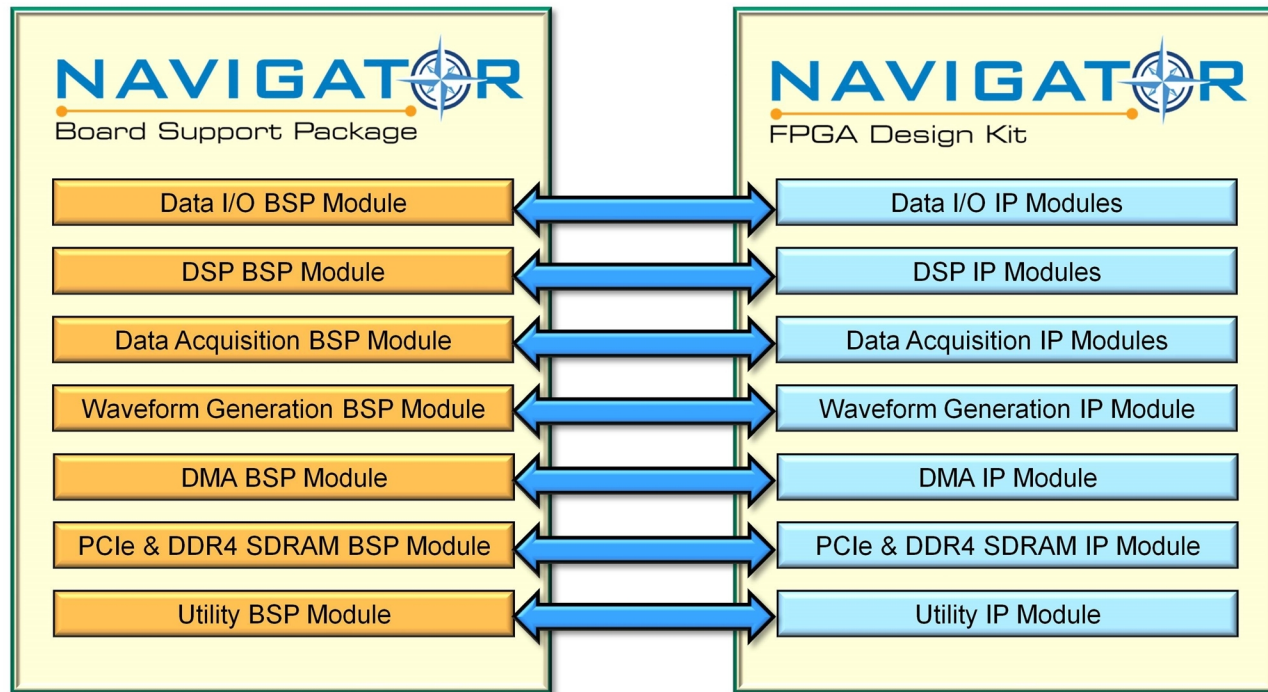 NAVIGATOR
Board Support Package
Data I/O BSP Module
DSP BSP Module
Data Acquisition BSP Module
Waveform Generation BSP Module
DMA BSP Module
PCIe & DDR4 SDRAM BSP Module
Utility BSP Module
NAVIGATOR
FPGA Design Kit
Data I/O IP Modules
DSP IP Modules
Data Acquisition IP Modules
Waveform Generation IP Module
DMA IP Module
PCIe & DDR4 SDRAM IP Module
Utility IP Module